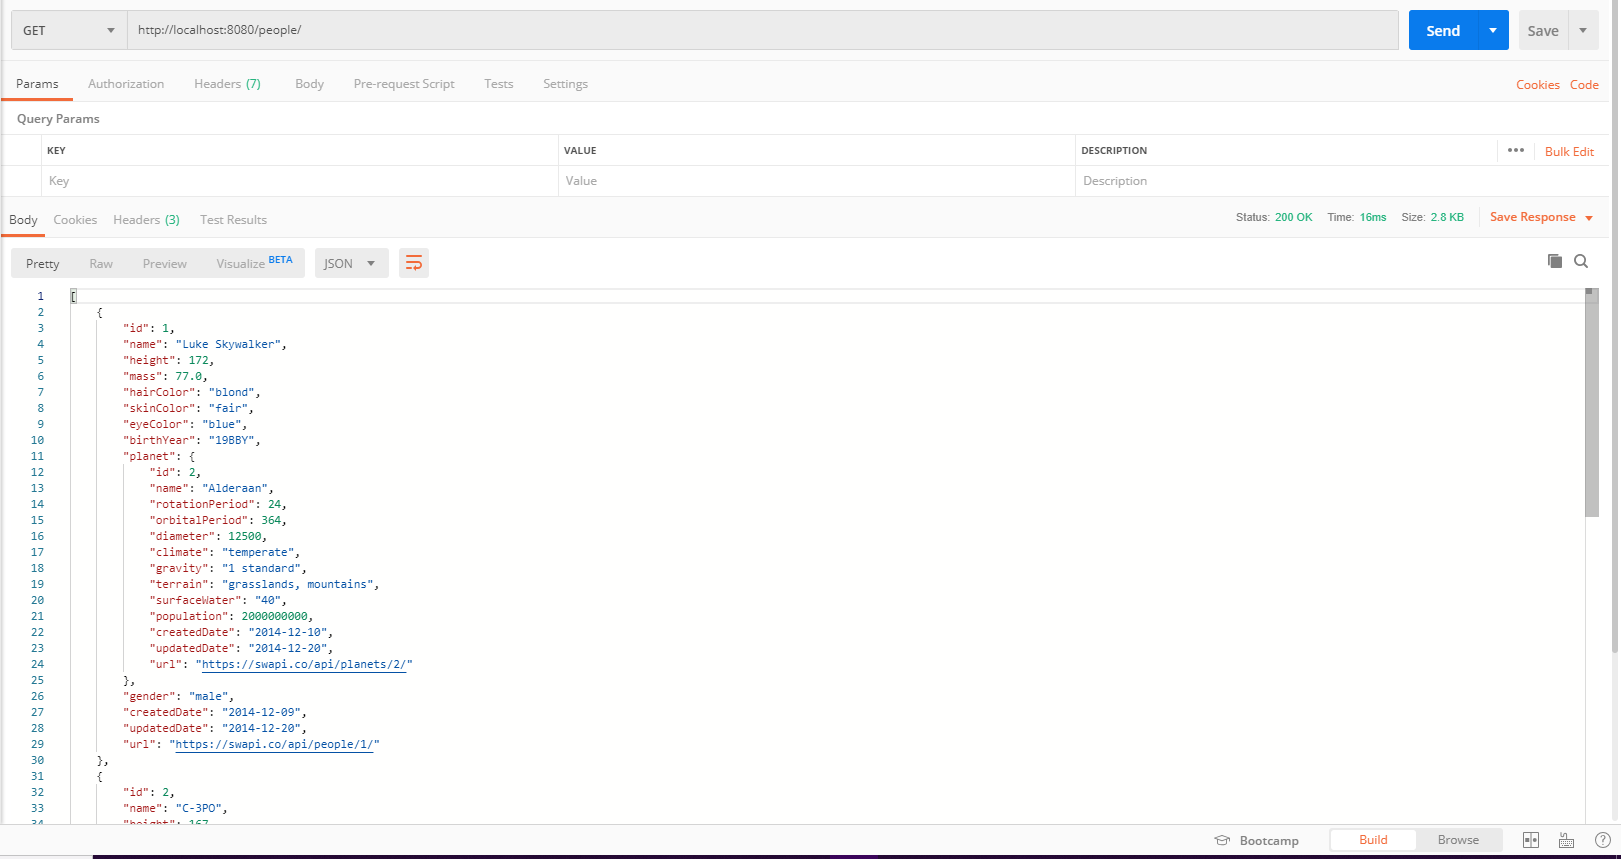 GET http://localhost:8080/people/ Send Save
Params Authorization Headers (7) Body Pre-request Script Tests Settings Cookies Code
Query Params
KEY VALUE DESCRIPTION ••• Bulk Edit
Key Value Description
Body Cookies Headers (3) Test Results Status: 200 OK Time: 16ms Size: 2.8 KB Save Response
Pretty Raw Preview Visualize BETA JSON
1 [
2 {
3 "id": 1,
4 "name": "Luke Skywalker",
5 "height": 172,
6 "mass": 77.0,
7 "hairColor": "blond",
8 "skinColor": "fair",
9 "eyeColor": "blue",
10 "birthYear": "19BBY",
11 "planet": {
12 "id": 2,
13 "name": "Alderaan",
14 "rotationPeriod": 24,
15 "orbitalPeriod": 364,
16 "diameter": 12500,
17 "climate": "temperate",
18 "gravity": "1 standard",
19 "terrain": "grasslands, mountains",
20 "surfaceWater": "40",
21 "population": 2000000000,
22 "createdDate": "2014-12-10",
23 "updatedDate": "2014-12-20",
24 "url": "https://swapi.co/api/planets/2/"
25 },
26 "gender": "male",
27 "createdDate": "2014-12-09",
28 "updatedDate": "2014-12-20",
29 "url": "https://swapi.co/api/people/1/"
30 },
31 {
32 "id": 2,
33 "name": "C-3PO",
34 "height": 167
Bootcamp Build Browse ?